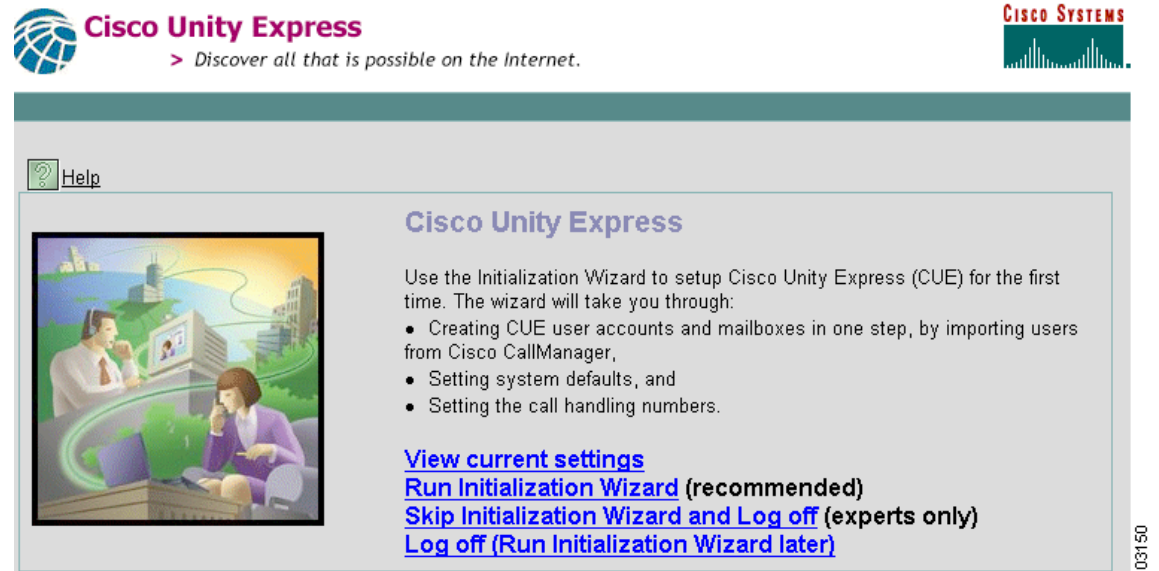 Cisco Unity Express
> Discover all that is possible on the Internet.
CISCO SYSTEMS
Help
Cisco Unity Express
Use the Initialization Wizard to setup Cisco Unity Express (CUE) for the first
time. The wizard will take you through:
● Creating CUE user accounts and mailboxes in one step, by importing users
from Cisco CallManager,
● Setting system defaults, and
● Setting the call handling numbers.
View current settings
Run Initialization Wizard (recommended)
Skip Initialization Wizard and Log off (experts only)
Log off (Run Initialization Wizard later)
03150